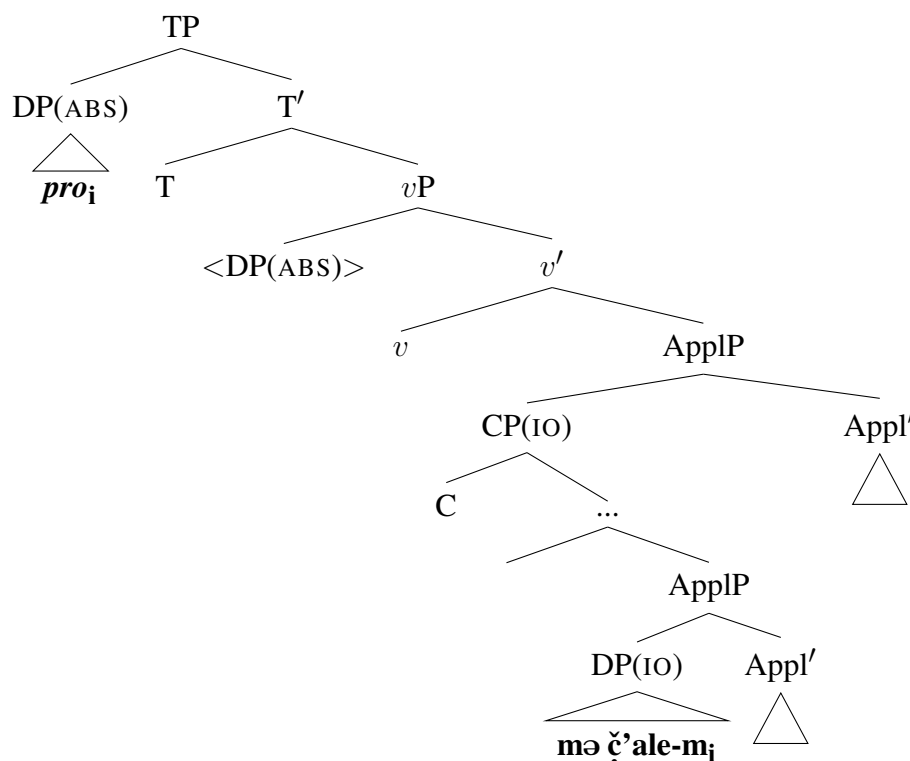 TP
DP(ABS) T′
proᵢ T vP
<DP(ABS)> v′
v ApplP
CP(IO) Appl′
C ...
ApplP
DP(IO) Appl′
mə č̣’ale-mᵢ